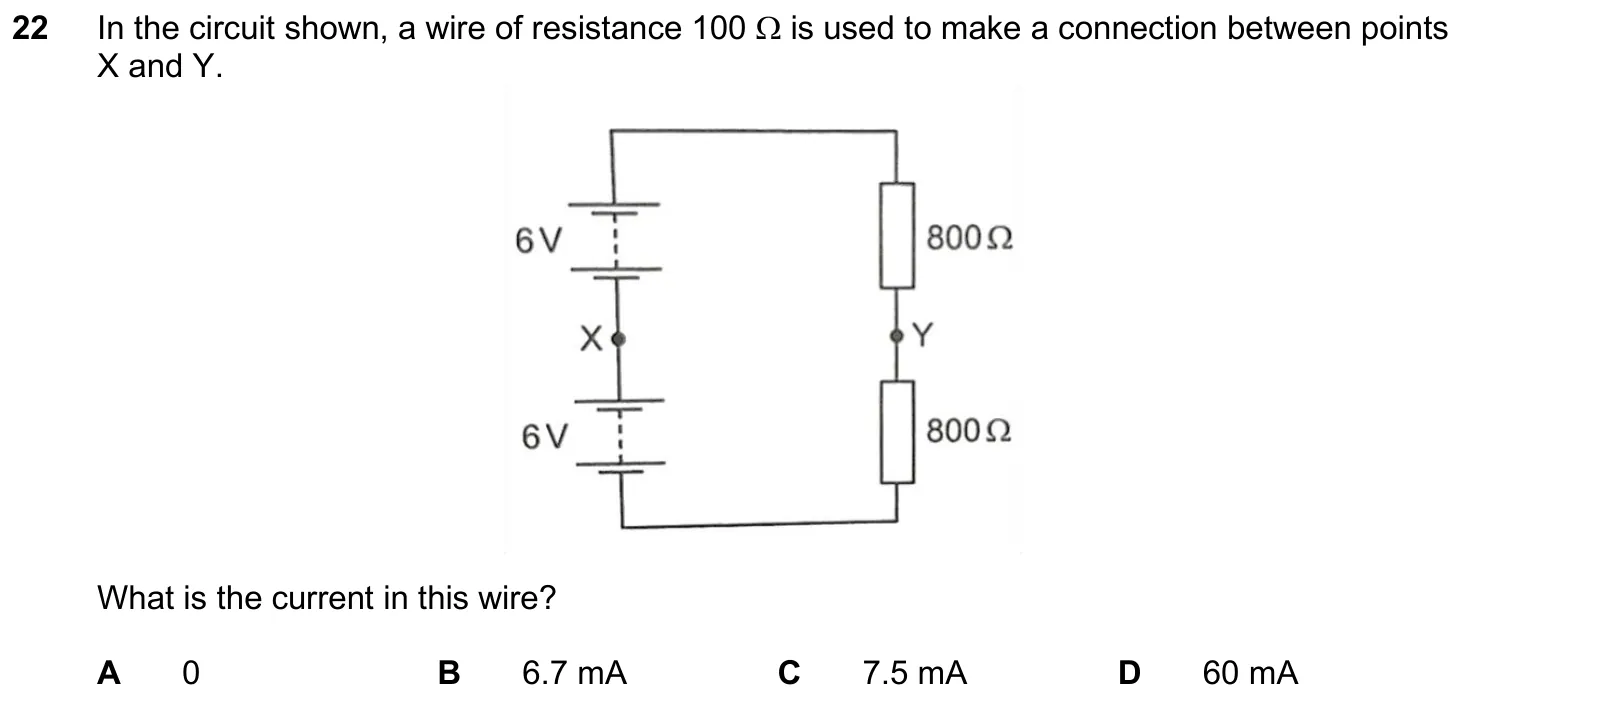 22 In the circuit shown, a wire of resistance 100 Ω is used to make a connection between points
X and Y.
6V
800Ω
X
Y
6V
800Ω
What is the current in this wire?
A 0 B 6.7 mA C 7.5 mA D 60 mA